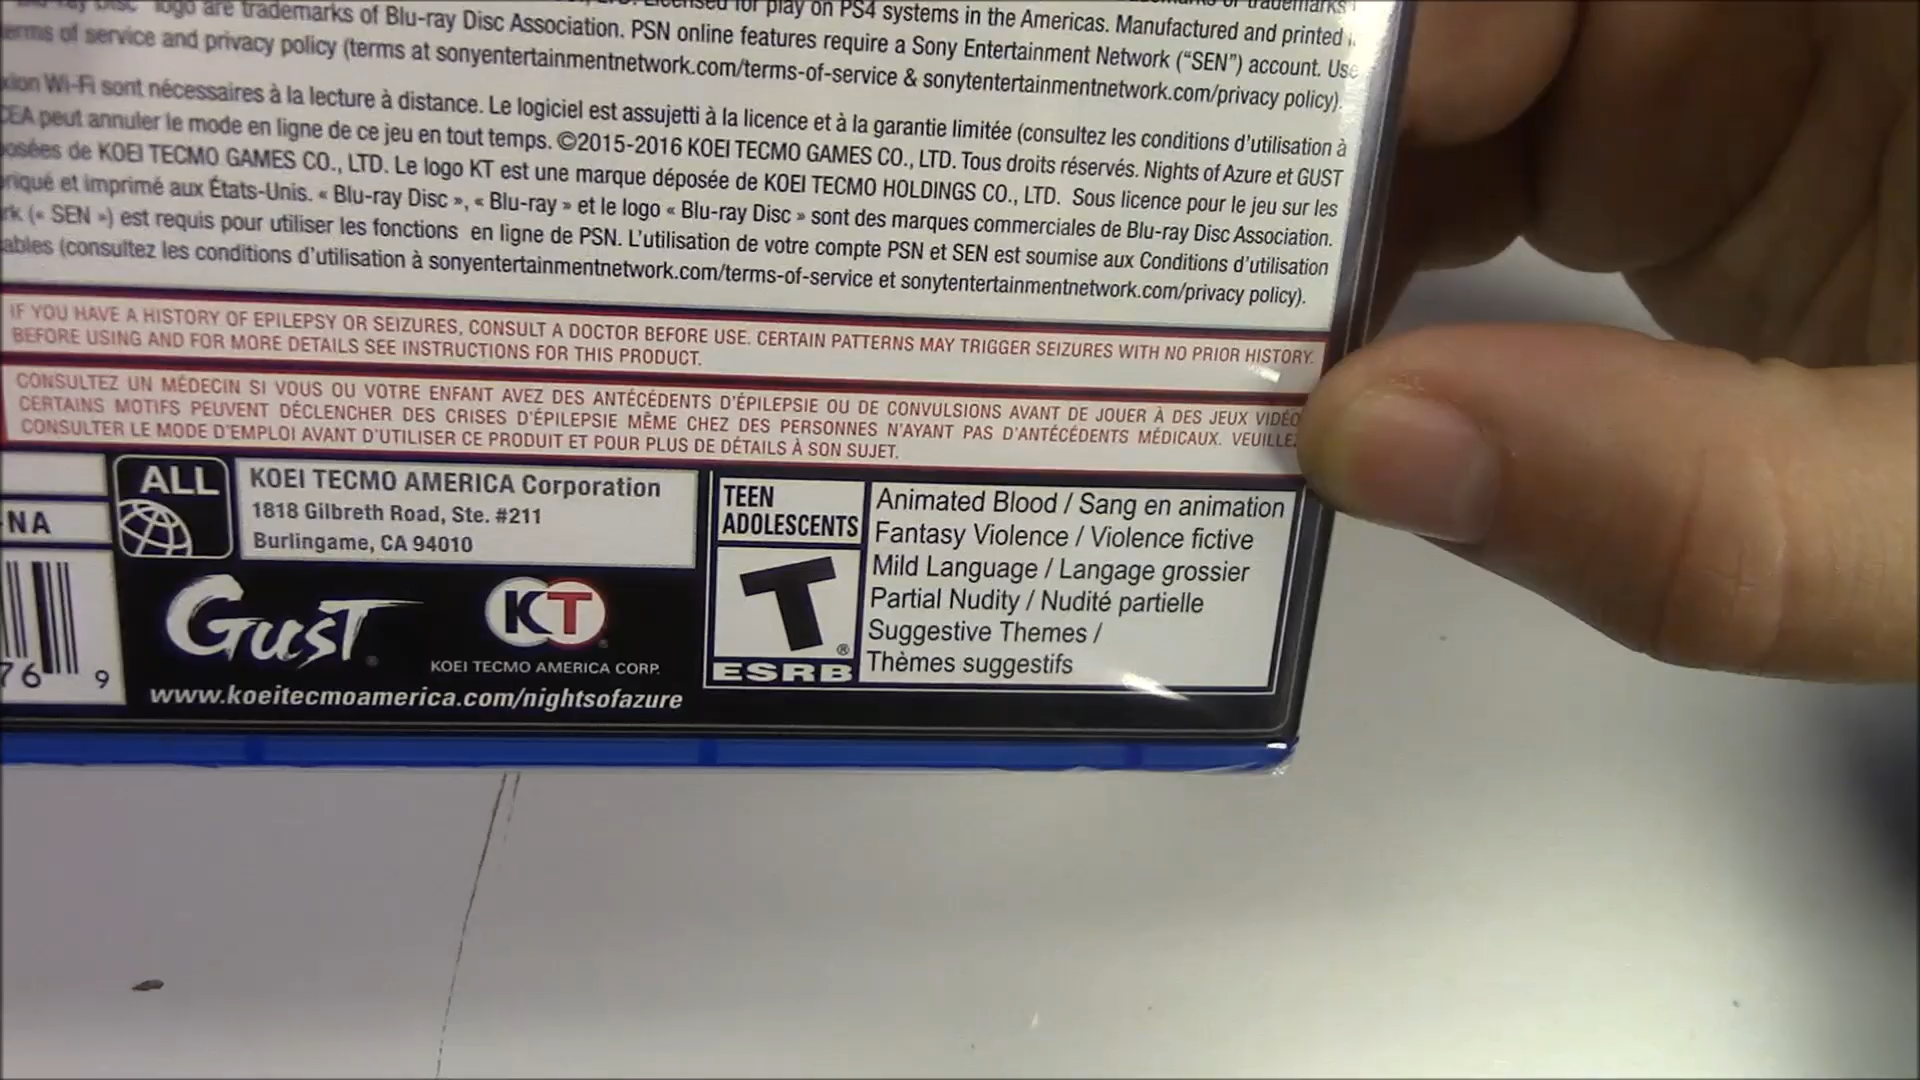 logo are trademarks of Blu-ray Disc Association. PSN online features require a Sony Entertainment Network (“SEN”) account. Use
terms of service and privacy policy (terms at sonyentertainmentnetwork.com/terms-of-service & sonytentertainmentnetwork.com/privacy policy).
Licensed for play on PS4 systems in the Americas. Manufactured and printed
Wi-Fi sont nécessaires à la lecture à distance. Le logiciel est assujetti à la licence et à la garantie limitée (consultez les conditions d'utilisation à
CEA peut annuler le mode en ligne de ce jeu en tout temps. ©2015-2016 KOEI TECMO GAMES CO., LTD. Tous droits réservés. Nights of Azure et GUST
de KOEI TECMO GAMES CO., LTD. Le logo KT est une marque déposée de KOEI TECMO HOLDINGS CO., LTD. Sous licence pour le jeu sur les
et imprimé aux États-Unis. « Blu-ray Disc », « Blu-ray » et le logo « Blu-ray Disc » sont des marques commerciales de Blu-ray Disc Association.
(« SEN ») est requis pour utiliser les fonctions en ligne de PSN. L'utilisation de votre compte PSN et SEN est soumise aux Conditions d'utilisation
(consultez les conditions d'utilisation à sonyentertainmentnetwork.com/terms-of-service et sonytentertainmentnetwork.com/privacy policy).
IF YOU HAVE A HISTORY OF EPILEPSY OR SEIZURES, CONSULT A DOCTOR BEFORE USE. CERTAIN PATTERNS MAY TRIGGER SEIZURES WITH NO PRIOR HISTORY.
BEFORE USING AND FOR MORE DETAILS SEE INSTRUCTIONS FOR THIS PRODUCT.
CONSULTEZ UN MÉDECIN SI VOUS OU VOTRE ENFANT AVEZ DES ANTÉCÉDENTS D'ÉPILEPSIE OU DE CONVULSIONS AVANT DE JOUER À DES JEUX VIDÉO
CERTAINS MOTIFS PEUVENT DÉCLENCHER DES CRISES D'ÉPILEPSIE MÊME CHEZ DES PERSONNES N'AYANT PAS D'ANTÉCÉDENTS MÉDICAUX. VEUILLE
CONSULTER LE MODE D'EMPLOI AVANT D'UTILISER CE PRODUIT ET POUR PLUS DE DÉTAILS À SON SUJET.
NA
ALL
KOEI TECMO AMERICA Corporation
1818 Gilbreth Road, Ste. #211
Burlingame, CA 94010
GUST
KT
KOEI TECMO AMERICA CORP.
76 9
www.koeitecmoamerica.com/nightsofazure
TEEN
ADOLESCENTS
T®
ESRB
Animated Blood / Sang en animation
Fantasy Violence / Violence fictive
Mild Language / Langage grossier
Partial Nudity / Nudité partielle
Suggestive Themes /
Thèmes suggestifs